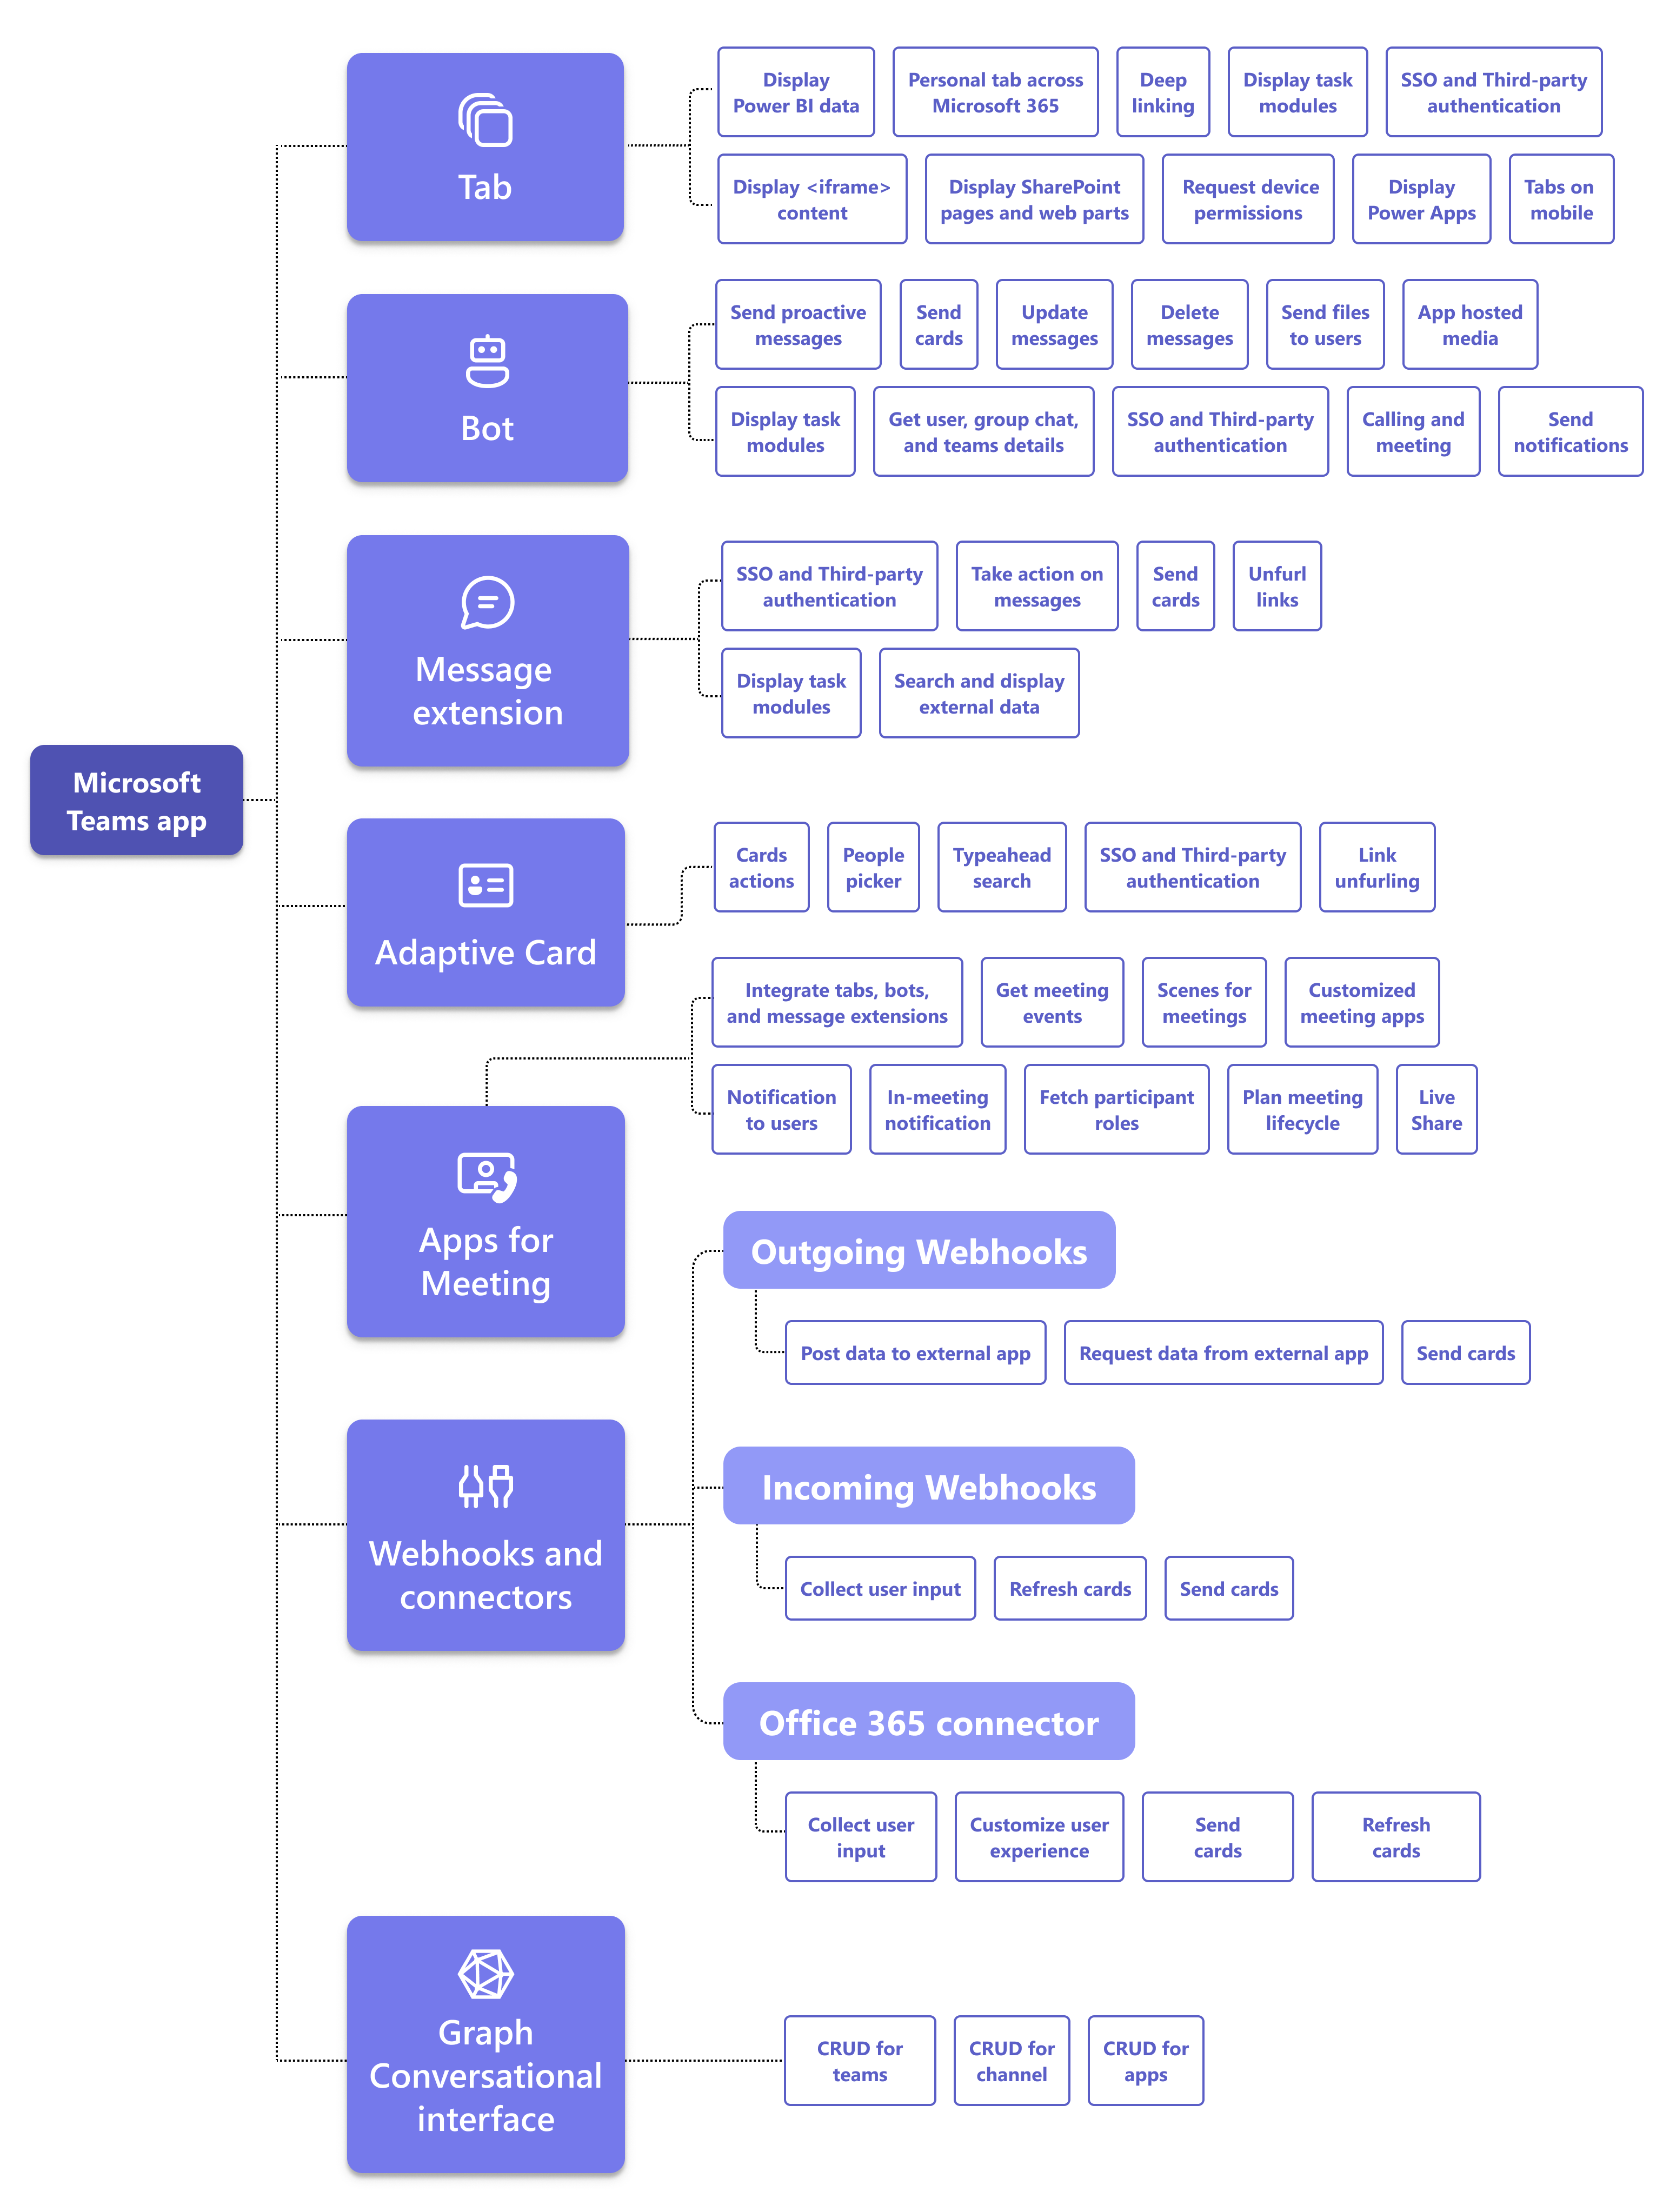 Microsoft
Teams app
Tab
Display
Power BI data
Personal tab across
Microsoft 365
Deep
linking
Display task
modules
SSO and Third-party
authentication
Display <iframe>
content
Display SharePoint
pages and web parts
Request device
permissions
Display
Power Apps
Tabs on
mobile
Bot
Send proactive
messages
Send
cards
Update
messages
Delete
messages
Send files
to users
App hosted
media
Display task
modules
Get user, group chat,
and teams details
SSO and Third-party
authentication
Calling and
meeting
Send
notifications
Message
extension
SSO and Third-party
authentication
Take action on
messages
Send
cards
Unfurl
links
Display task
modules
Search and display
external data
Adaptive Card
Cards
actions
People
picker
Typeahead
search
SSO and Third-party
authentication
Link
unfurling
Apps for
Meeting
Integrate tabs, bots,
and message extensions
Get meeting
events
Scenes for
meetings
Customized
meeting apps
Notification
to users
In-meeting
notification
Fetch participant
roles
Plan meeting
lifecycle
Live
Share
Webhooks and
connectors
Outgoing Webhooks
Post data to external app
Request data from external app
Send cards
Incoming Webhooks
Collect user input
Refresh cards
Send cards
Office 365 connector
Collect user
input
Customize user
experience
Send
cards
Refresh
cards
Graph
Conversational
interface
CRUD for
teams
CRUD for
channel
CRUD for
apps